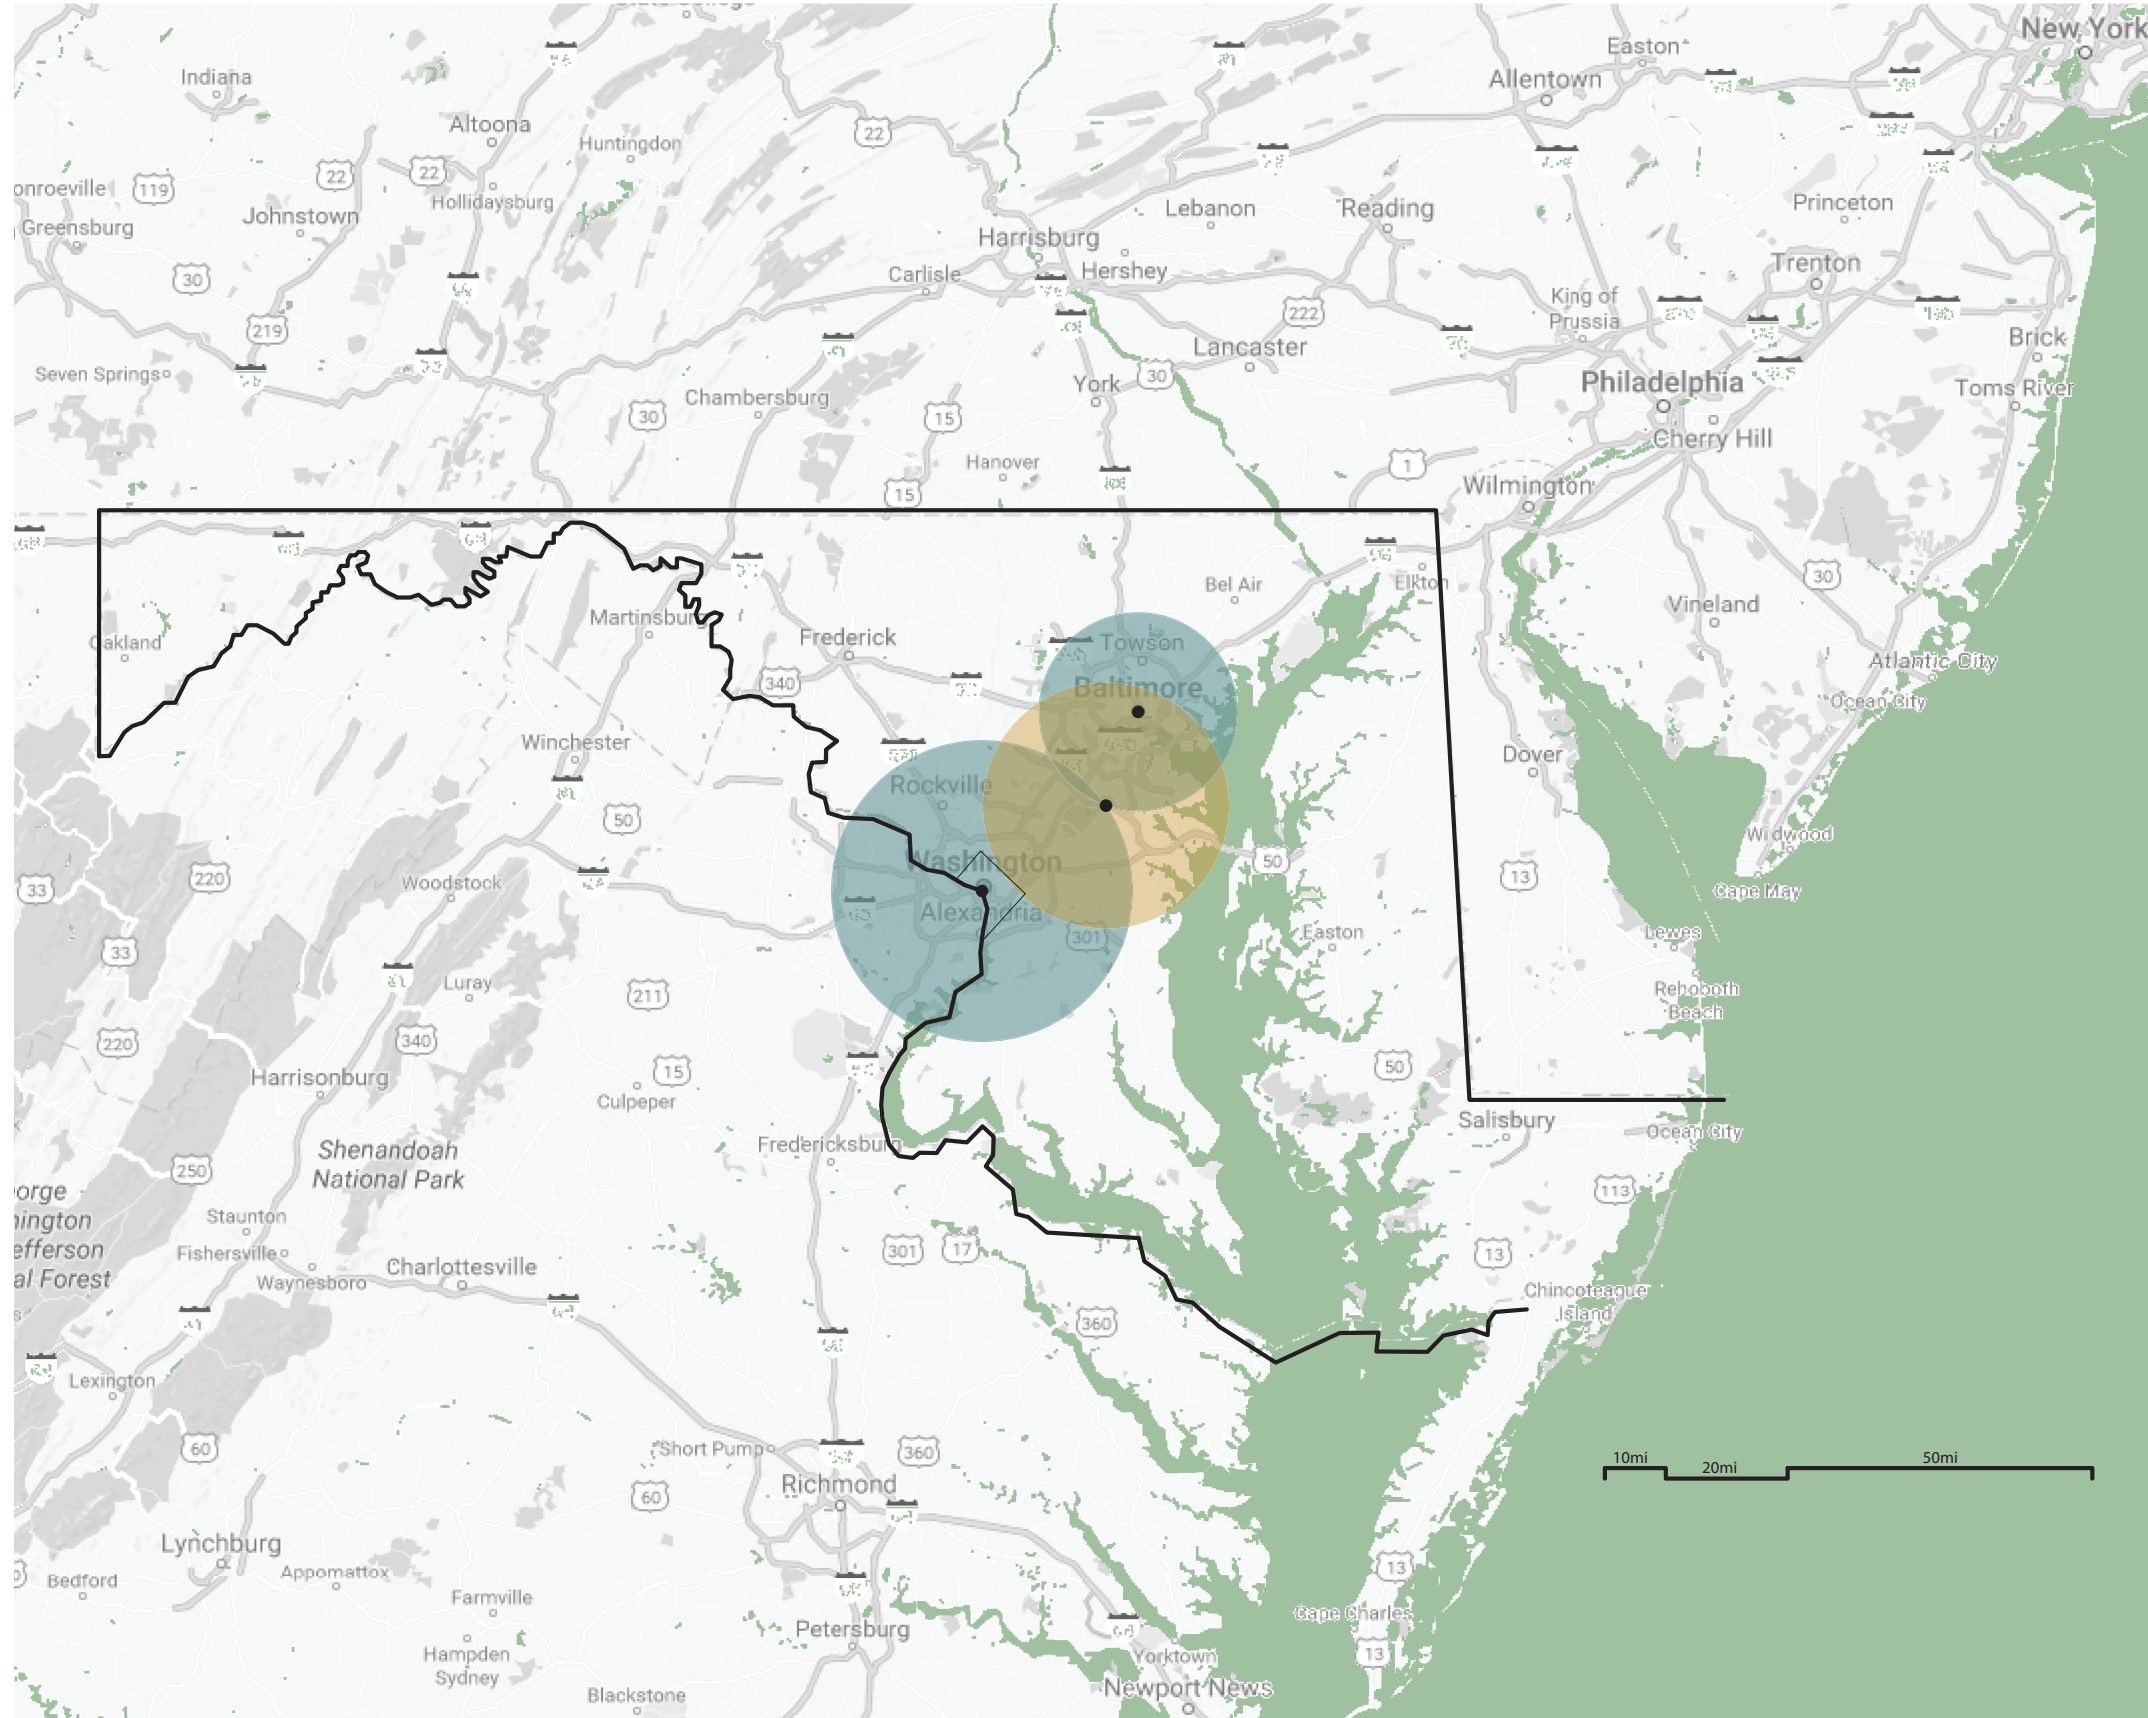 State College
New York
Easton
Indiana
Allentown
Altoona
22
Huntingdon
22
22
onroeville
119
Hollidaysburg
Princeton
Lebanon
Reading
Johnstown
Greensburg
Harrisburg
Trenton
Carlisle
Hershey
30
King of
Prussia
222
219
Brick
Lancaster
Seven Springs
30
York
Philadelphia
Toms River
Chambersburg
30
15
Cherry Hill
Hanover
1
15
Wilmington
30
Bel Air
Elkton
Vineland
Martinsburg
Oakland
Frederick
Towson
Atlantic City
340
Baltimore
Ocean City
Winchester
Dover
Rockville
50
Widwood
Washington
50
220
13
33
Woodstock
Cape May
Alexandria
301
Easton
Lewes
33
Luray
211
Rehoboth
Beach
220
340
50
15
Harrisonburg
Culpeper
Salisbury
Ocean City
Fredericksburg
Shenandoah
National Park
250
113
orge
hington
efferson
al Forest
Staunton
Fishersville
301
17
13
Charlottesville
Waynesboro
Chincoteague
Island
360
Lexington
60
Short Pump
360
10mi
20mi
50mi
Richmond
60
Lynchburg
Appomattox
Bedford
13
Farmville
Cape Charles
Petersburg
Hampden
Sydney
13
Yorktown
Newport News
Blackstone